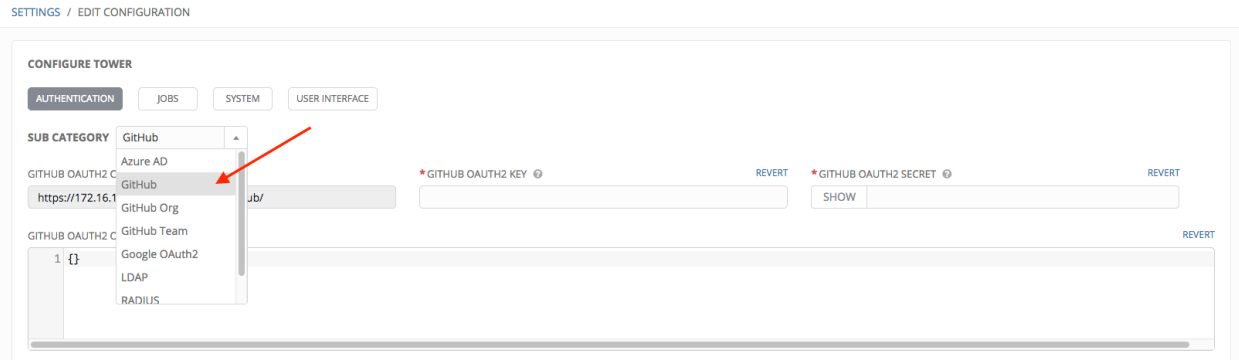 SETTINGS / EDIT CONFIGURATION
CONFIGURE TOWER
AUTHENTICATION JOBS SYSTEM USER INTERFACE
SUB CATEGORY GitHub
Azure AD
GitHub
GitHub Org
GitHub Team
Google OAuth2
LDAP
RADIUS
GITHUB OAUTH2 * GITHUB OAUTH2 KEY REVERT * GITHUB OAUTH2 SECRET REVERT
https://172.16.1 ub/ SHOW
GITHUB OAUTH2 REVERT
1 {}